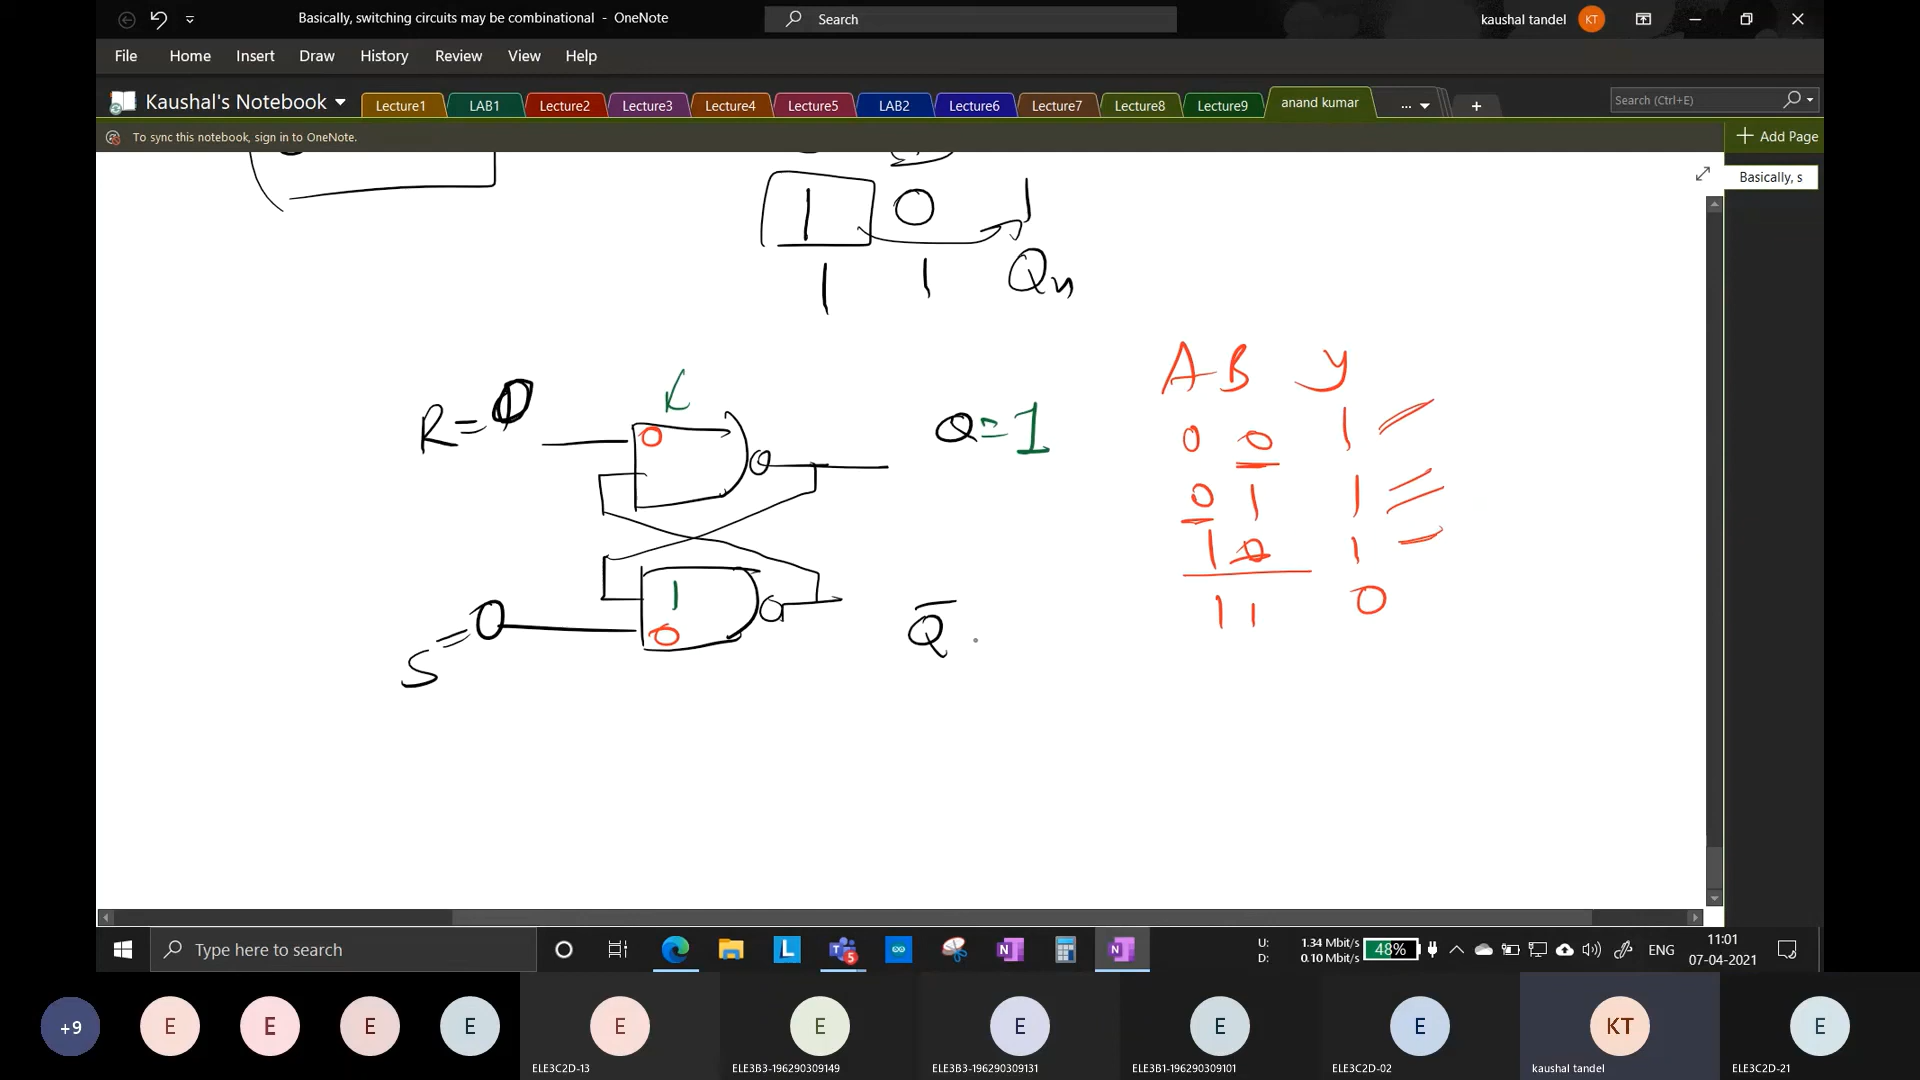 Basically, switching circuits may be combinational - OneNote
Search
kaushal tandel
KT
File Home Insert Draw History Review View Help
Kaushal's Notebook
Lecture1 LAB1 Lecture2 Lecture3 Lecture4 Lecture5 LAB2 Lecture6 Lecture7 Lecture8 Lecture9 anand kumar ...
Search (Ctrl+E)
To sync this notebook, sign in to OneNote.
Add Page
Basically, s
1 0 1
1 1 Qn
A B y
0 0 1
0 1 1
1 0 1
1 1 0
R=0
0
Q=1
S=0
1
0
Q̄
Type here to search
L
5
N
N
U: 1.34 Mbit/s
D: 0.10 Mbit/s
48%
ENG
11:01
07-04-2021
+9 E E E E E E E E E KT E
ELE3C2D-13 ELE3B3-196290309149 ELE3B3-196290309131 ELE3B1-196290309101 ELE3C2D-02 kaushal tandel ELE3C2D-21